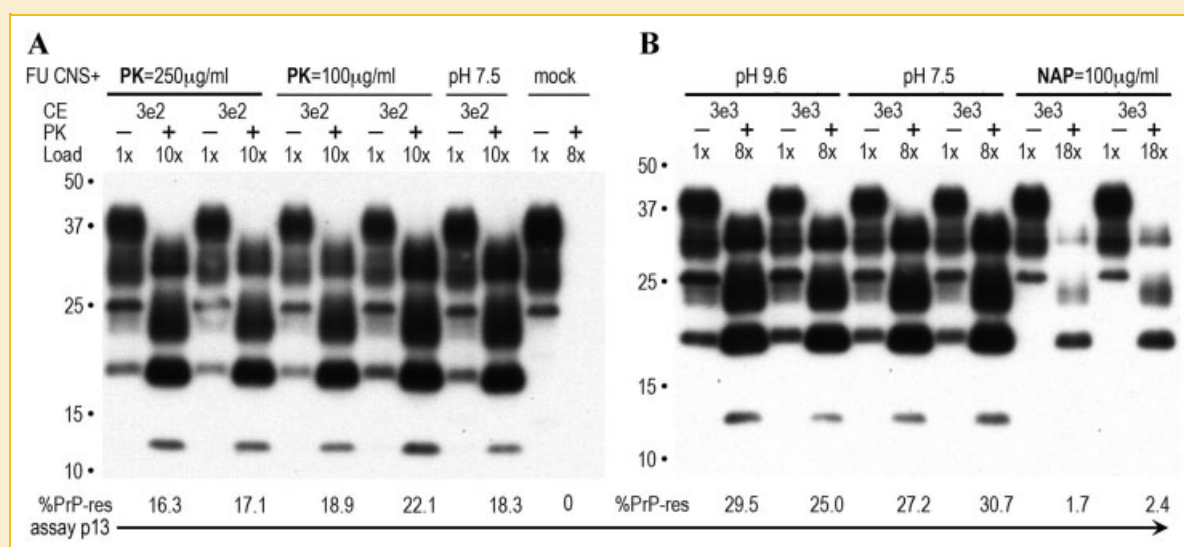 A
FU CNS+ PK=250µg/ml PK=100µg/ml pH 7.5 mock
CE 3e2 3e2 3e2 3e2 3e2
PK – + – + – + – + – + – +
Load 1x 10x 1x 10x 1x 10x 1x 10x 1x 10x 1x 8x
50 •
37 •
25 •
15 •
10 •
%PrP-res 16.3 17.1 18.9 22.1 18.3 0
assay p13
B
pH 9.6 pH 7.5 NAP=100µg/ml
3e3 3e3 3e3 3e3 3e3 3e3
– + – + – + – + – + – +
1x 8x 1x 8x 1x 8x 1x 8x 1x 18x 1x 18x
50 •
37 •
25 •
15 •
10 •
%PrP-res 29.5 25.0 27.2 30.7 1.7 2.4